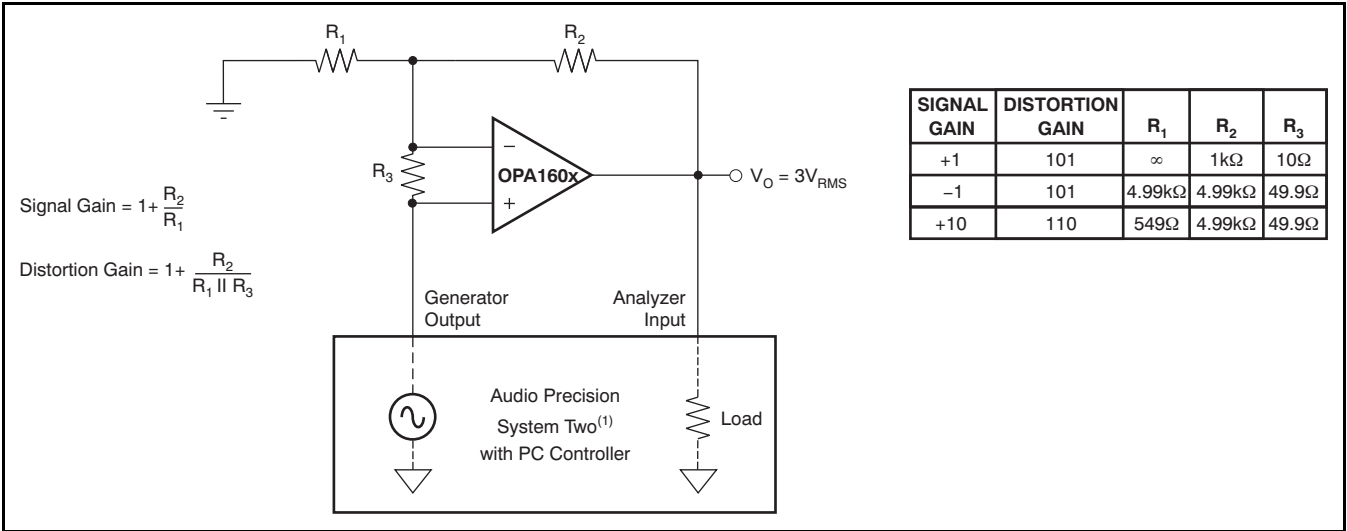 R1
R2
R3
−
OPA160x
+
VO = 3VRMS
Signal Gain = 1+ R2
R1
Distortion Gain = 1+ R2
R1 II R3
Generator
Output
Analyzer
Input
Audio Precision
System Two(1)
with PC Controller
Load
SIGNAL GAIN DISTORTION GAIN R1 R2 R3
+1 101 ∞ 1kΩ 10Ω
−1 101 4.99kΩ 4.99kΩ 49.9Ω
+10 110 549Ω 4.99kΩ 49.9Ω